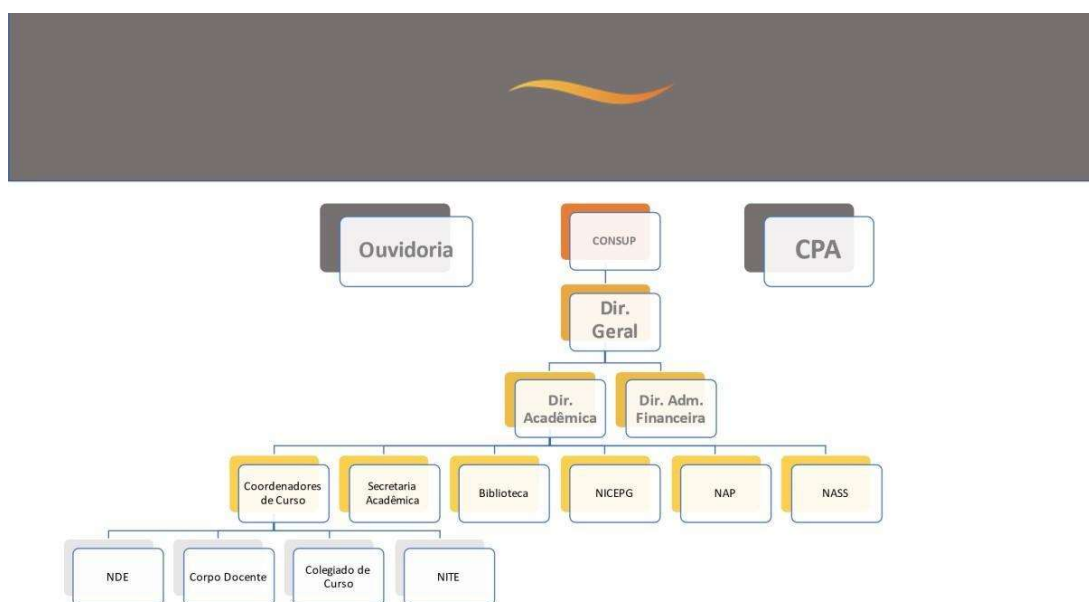 Ouvidoria
CONSUP
CPA
Dir.
Geral
Dir.
Acadêmica
Dir. Adm.
Financeira
Coordenadores
de Curso
Secretaria
Acadêmica
Biblioteca
NICEPG
NAP
NASS
NDE
Corpo Docente
Colegiado de
Curso
NITE